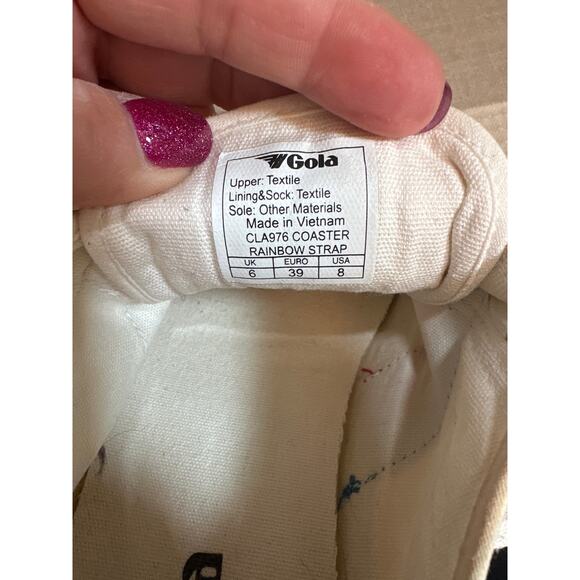 Gola
Upper: Textile
Lining&Sock: Textile
Sole: Other Materials
Made in Vietnam
CLA976 COASTER
RAINBOW STRAP
UK EURO USA
6 39 8